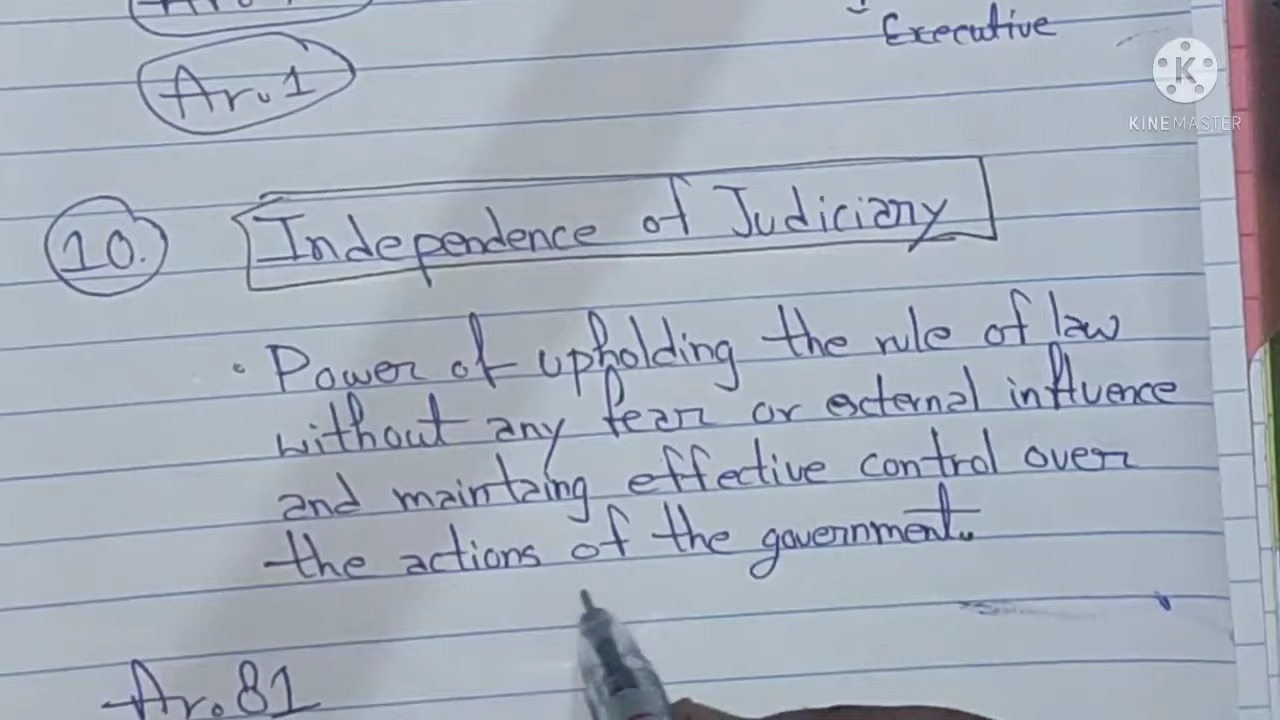 Executive
Ar. 1
KINEMASTER
10. Independence of Judiciary
• Power of upholding the rule of law
without any fear or external influence
and maintaing effective control over
the actions of the government.
Ar. 81